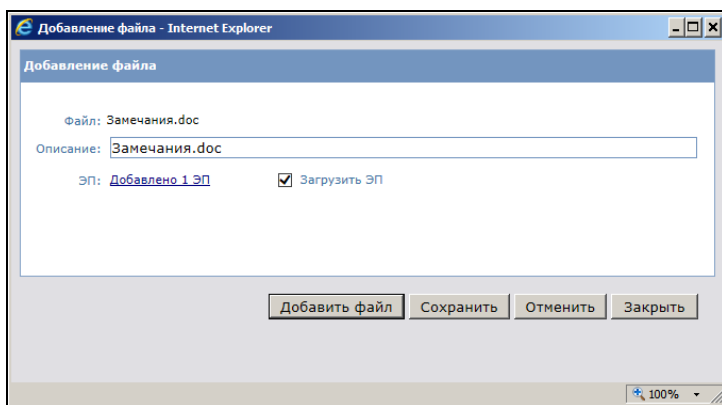 Добавление файла - Internet Explorer
Добавление файла
Файл: Замечания.doc
Описание: Замечания.doc
ЭП: Добавлено 1 ЭП Загрузить ЭП
Добавить файл Сохранить Отменить Закрыть
100%